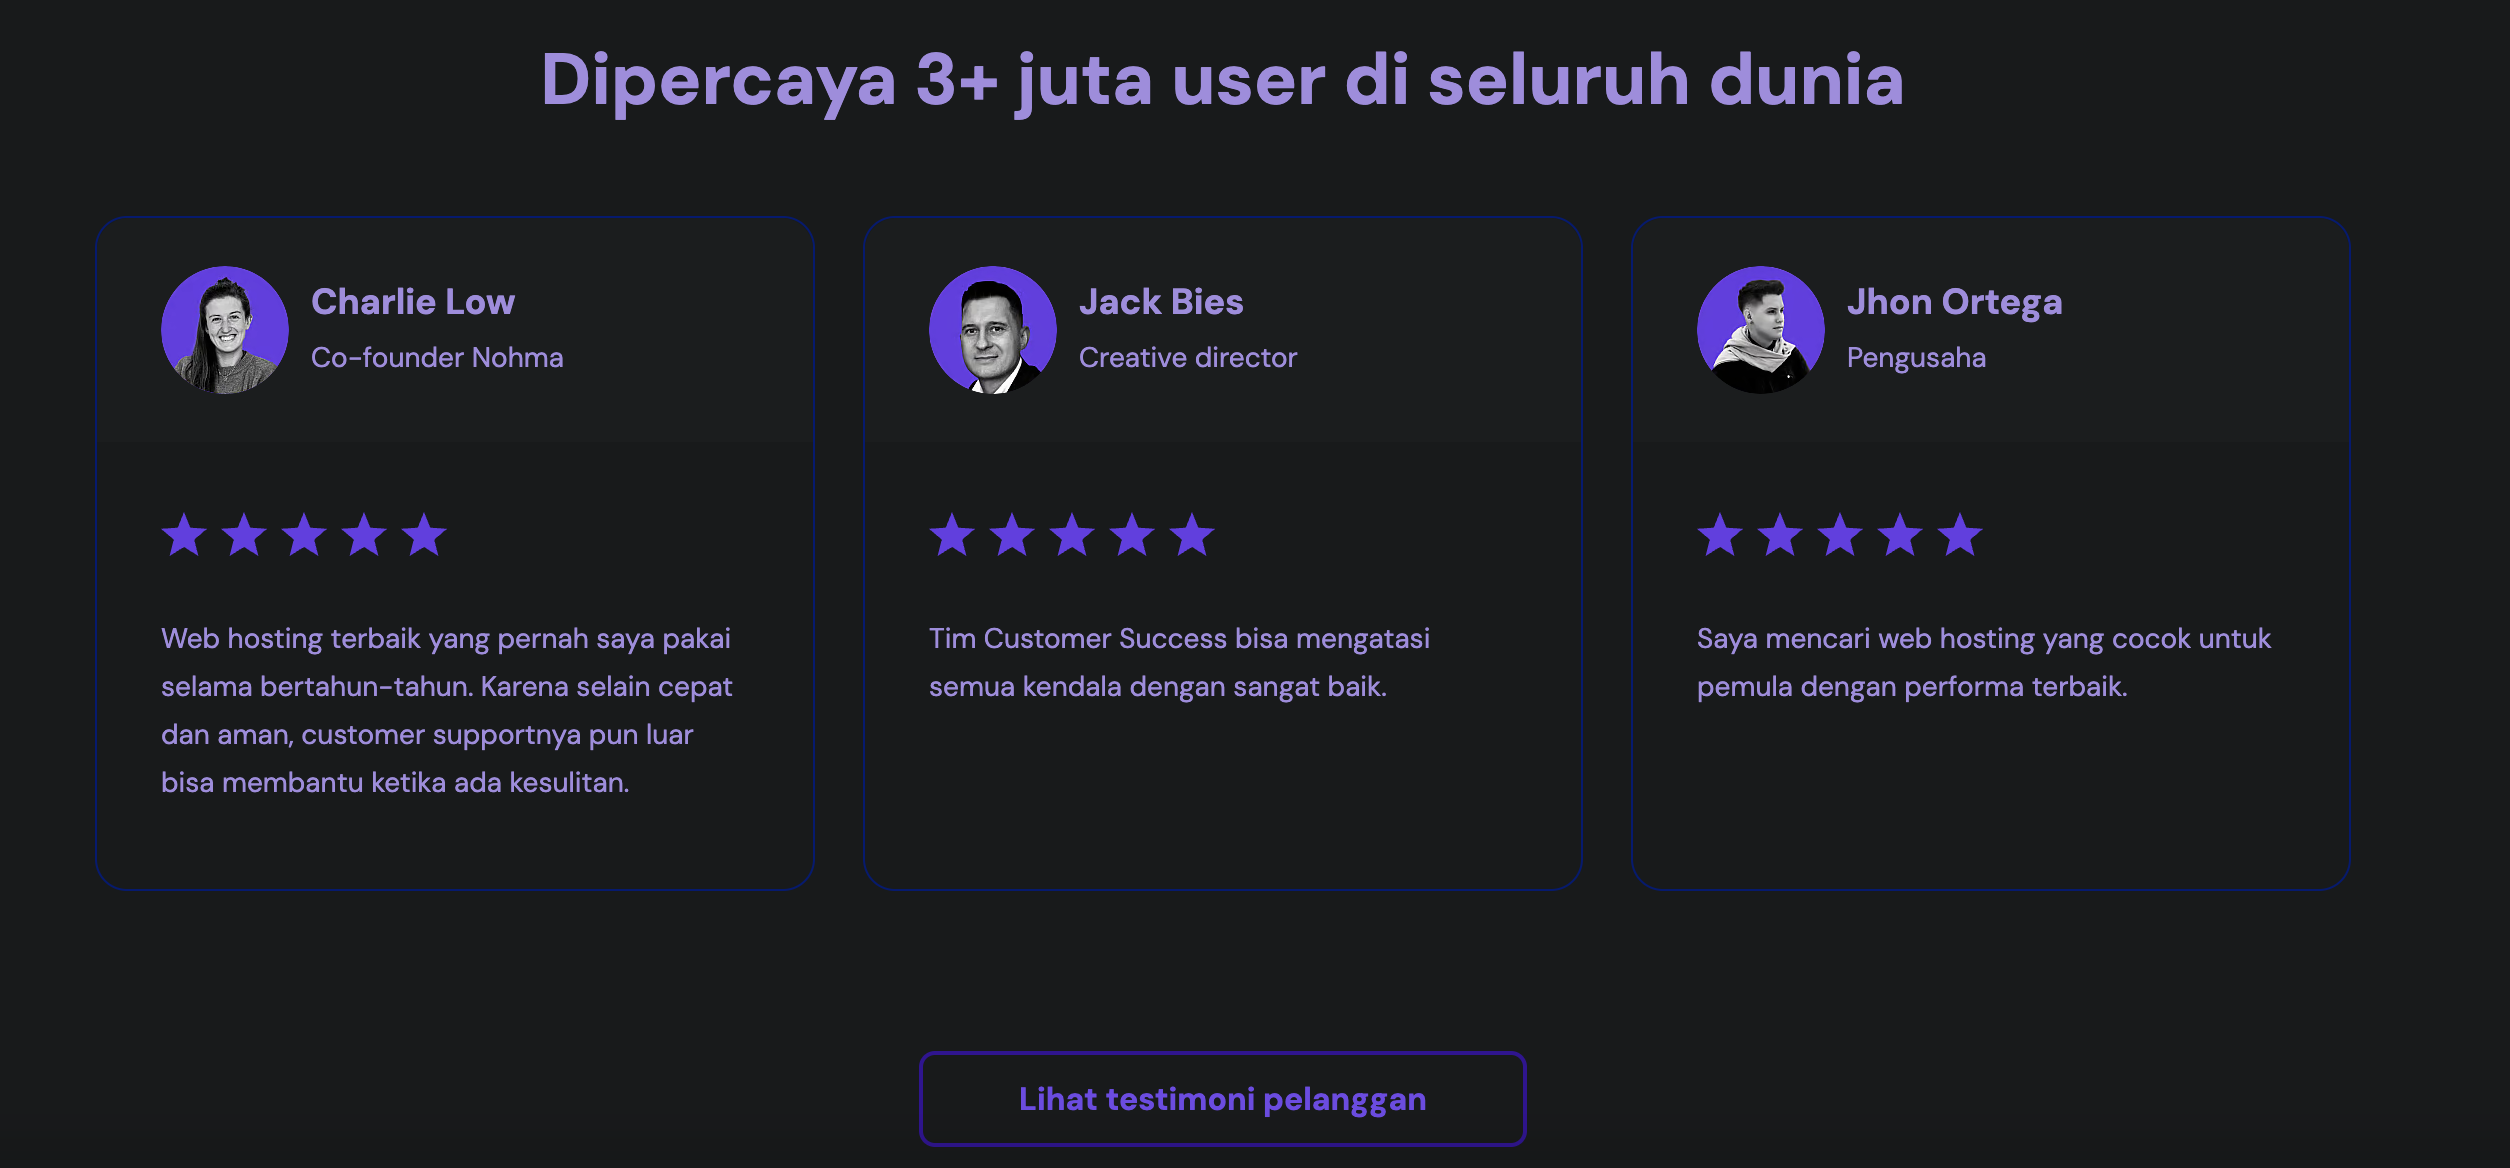 Dipercaya 3+ juta user di seluruh dunia
Charlie Low
Co-founder Nohma
Web hosting terbaik yang pernah saya pakai
selama bertahun-tahun. Karena selain cepat
dan aman, customer supportnya pun luar
bisa membantu ketika ada kesulitan.
Jack Bies
Creative director
Tim Customer Success bisa mengatasi
semua kendala dengan sangat baik.
Jhon Ortega
Pengusaha
Saya mencari web hosting yang cocok untuk
pemula dengan performa terbaik.
Lihat testimoni pelanggan